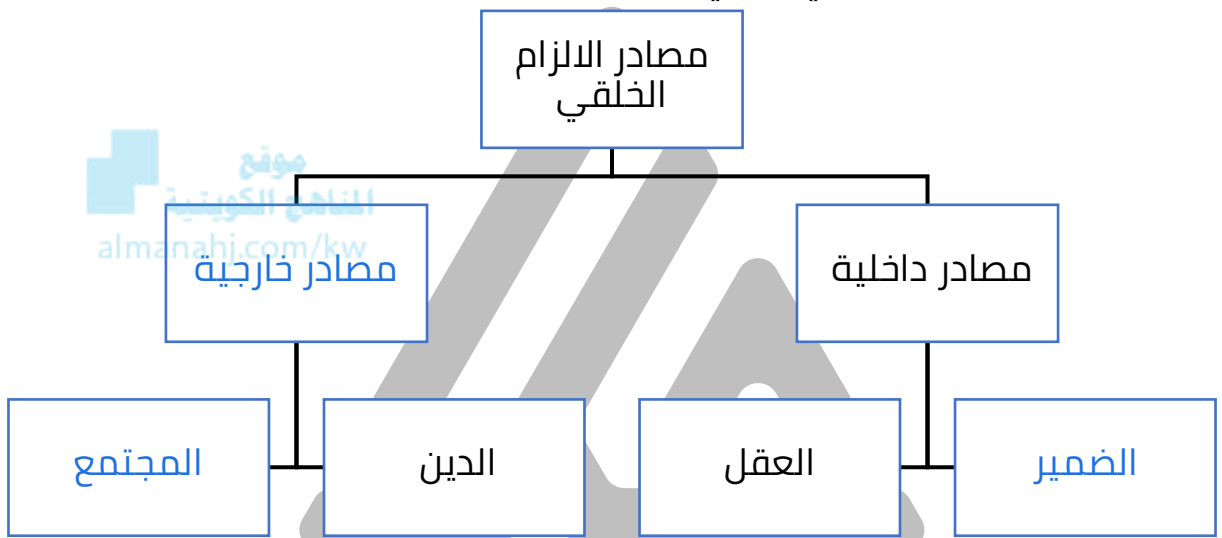 مصادر الالزام
الخلقي
موقع
المناهج الكويتية
almanahj.com/kw
مصادر داخلية
مصادر خارجية
الضمير
العقل
الدين
المجتمع